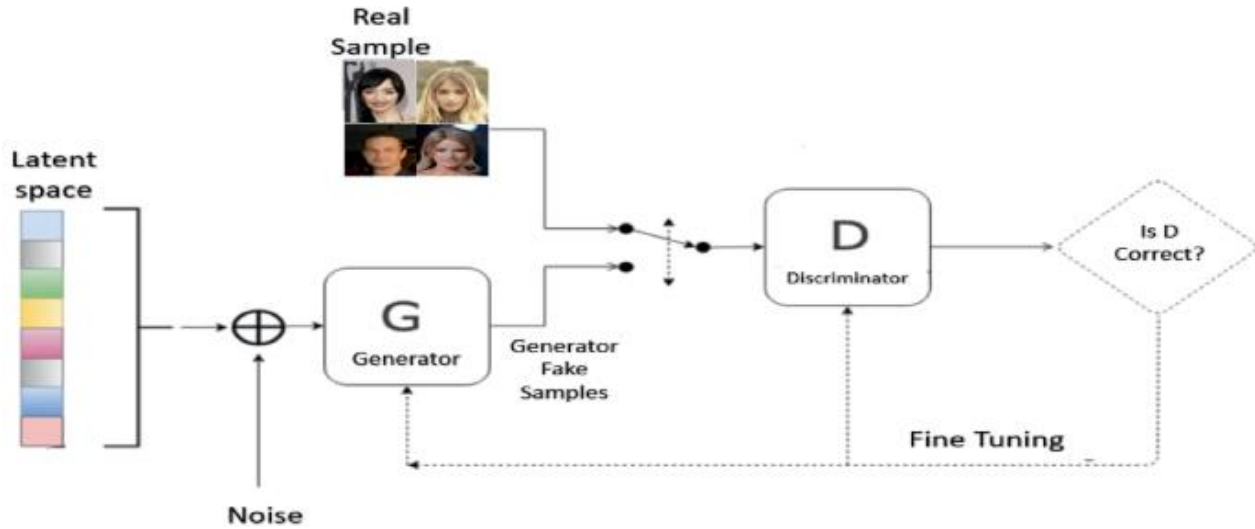 Real
Sample
Latent
space
G
Generator
Generator
Fake
Samples
D
Discriminator
Is D
Correct?
Fine Tuning
Noise